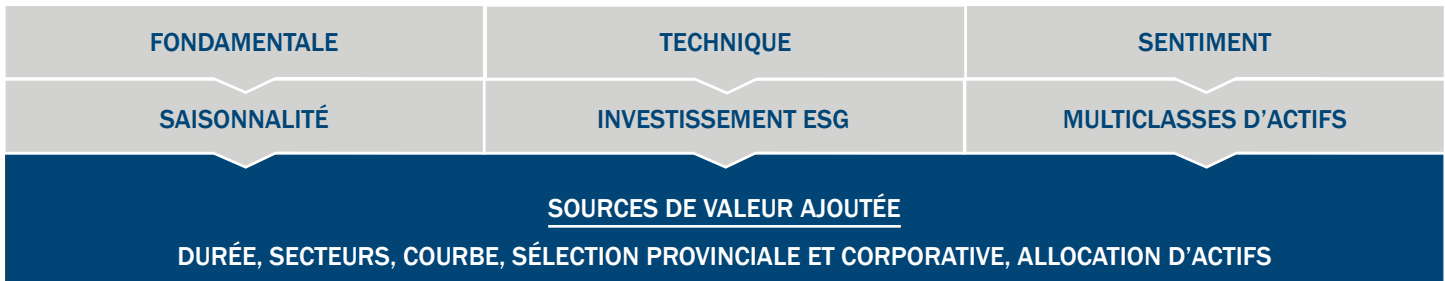 FONDAMENTALE
TECHNIQUE
SENTIMENT
SAISONNALITÉ
INVESTISSEMENT ESG
MULTICLASSES D'ACTIFS
SOURCES DE VALEUR AJOUTÉE
DURÉE, SECTEURS, COURBE, SÉLECTION PROVINCIALE ET CORPORATIVE, ALLOCATION D'ACTIFS